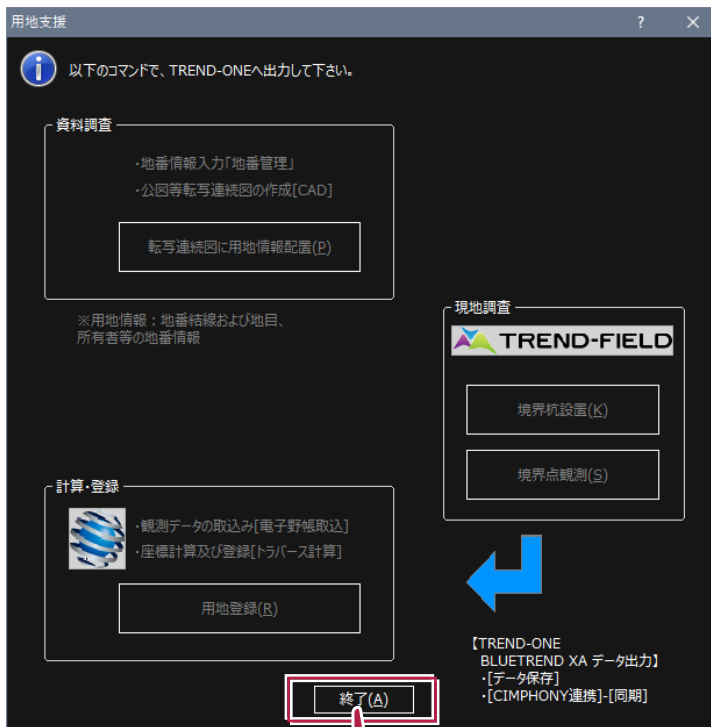 用地支援
以下のコマンドで、TREND-ONEへ出力して下さい。
資料調査
・地番情報入力「地番管理」
・公図等転写連続図の作成[CAD]
転写連続図に用地情報配置(P)
※用地情報：地番結線および地目、
所有者等の地番情報
現地調査
TREND-FIELD
境界杭設置(K)
境界点観測(S)
計算・登録
・観測データの取込み[電子野帳取込]
・座標計算及び登録[トラバース計算]
用地登録(R)
【TREND-ONE
BLUETREND XA データ出力】
・[データ保存]
・[CIMPHONY連携]-[同期]
終了(A)